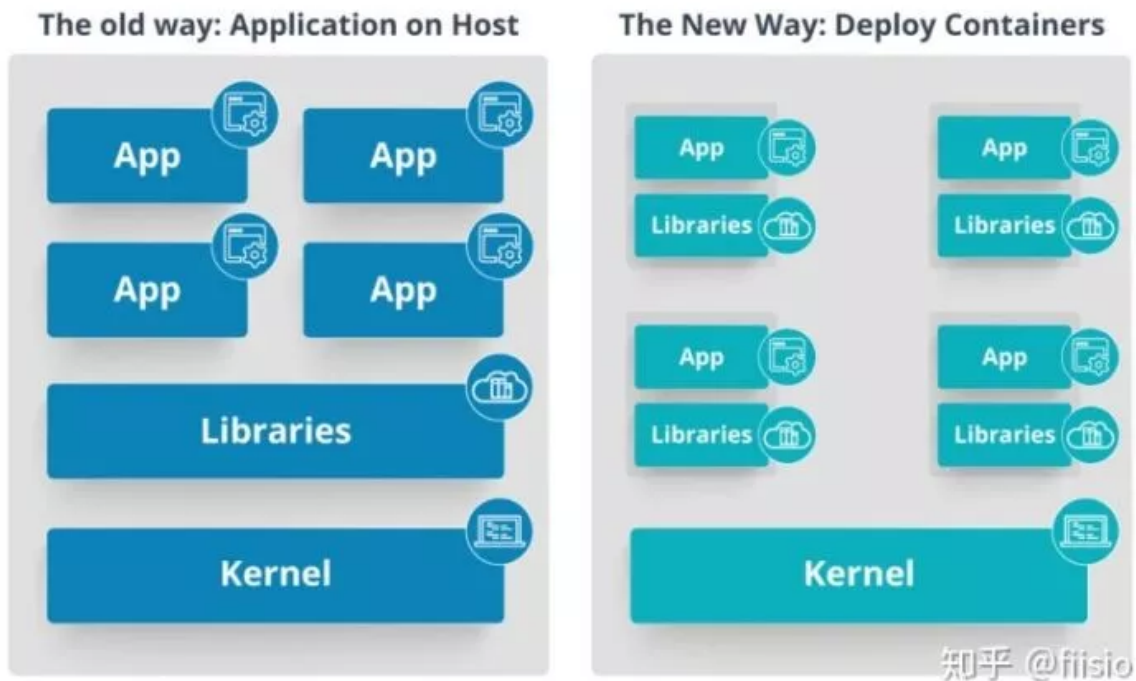 The old way: Application on Host
App
App
App
App
Libraries
Kernel
The New Way: Deploy Containers
App
App
Libraries
Libraries
App
App
Libraries
Libraries
Kernel
知乎 @fiisio